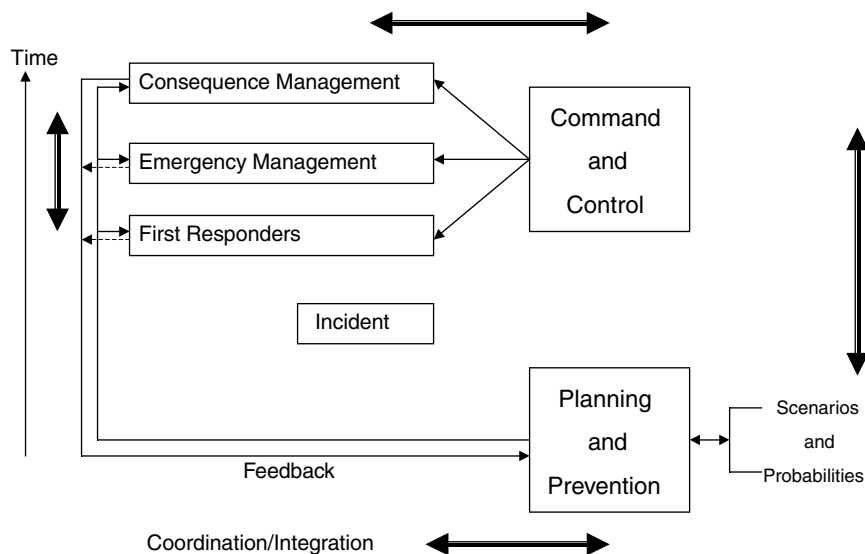 Time
Consequence Management
Emergency Management
First Responders
Command
and
Control
Incident
Planning
and
Prevention
Scenarios
and
Probabilities
Feedback
Coordination/Integration